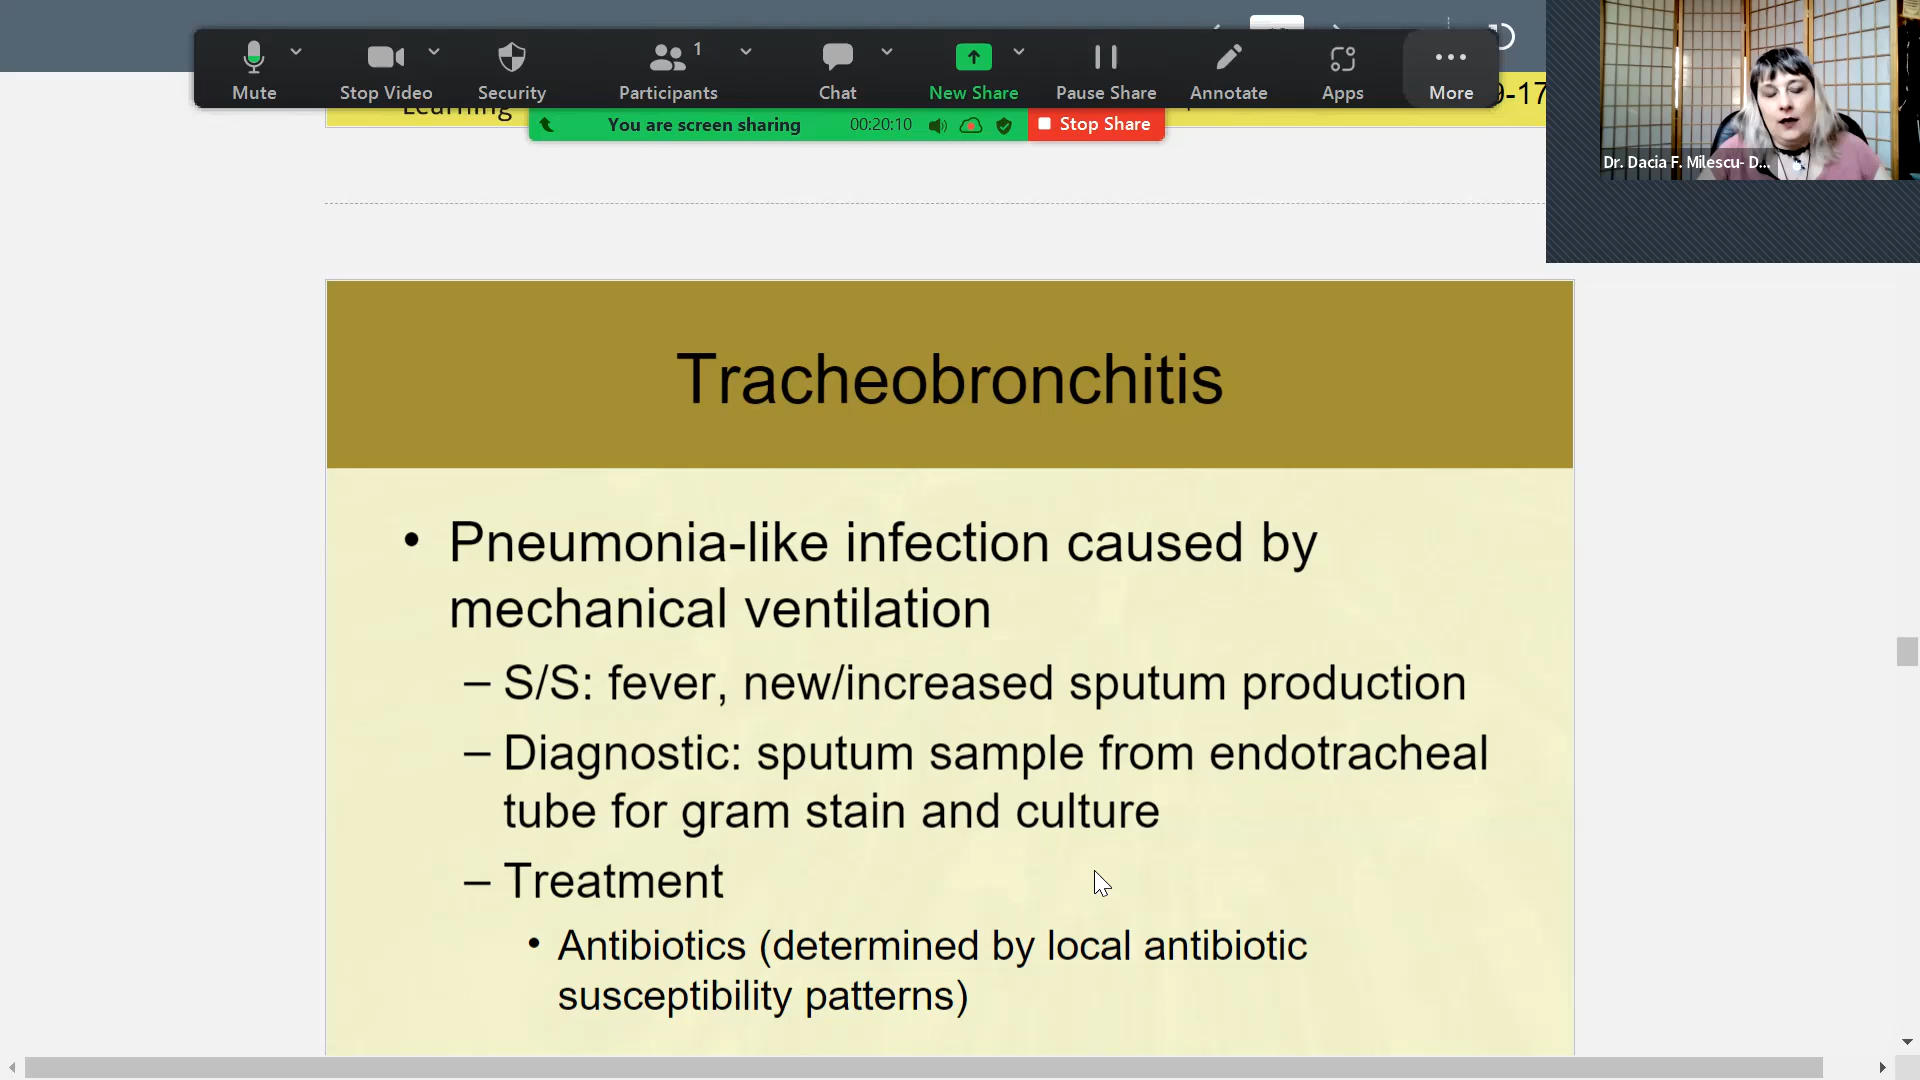 Mute
Stop Video
Security
Participants
1
Chat
New Share
Pause Share
Annotate
Apps
More
Learning
9-17
You are screen sharing
00:20:10
Stop Share
Dr. Dacia F. Milescu- D...
Tracheobronchitis
• Pneumonia-like infection caused by
mechanical ventilation
– S/S: fever, new/increased sputum production
– Diagnostic: sputum sample from endotracheal
tube for gram stain and culture
– Treatment
• Antibiotics (determined by local antibiotic
susceptibility patterns)